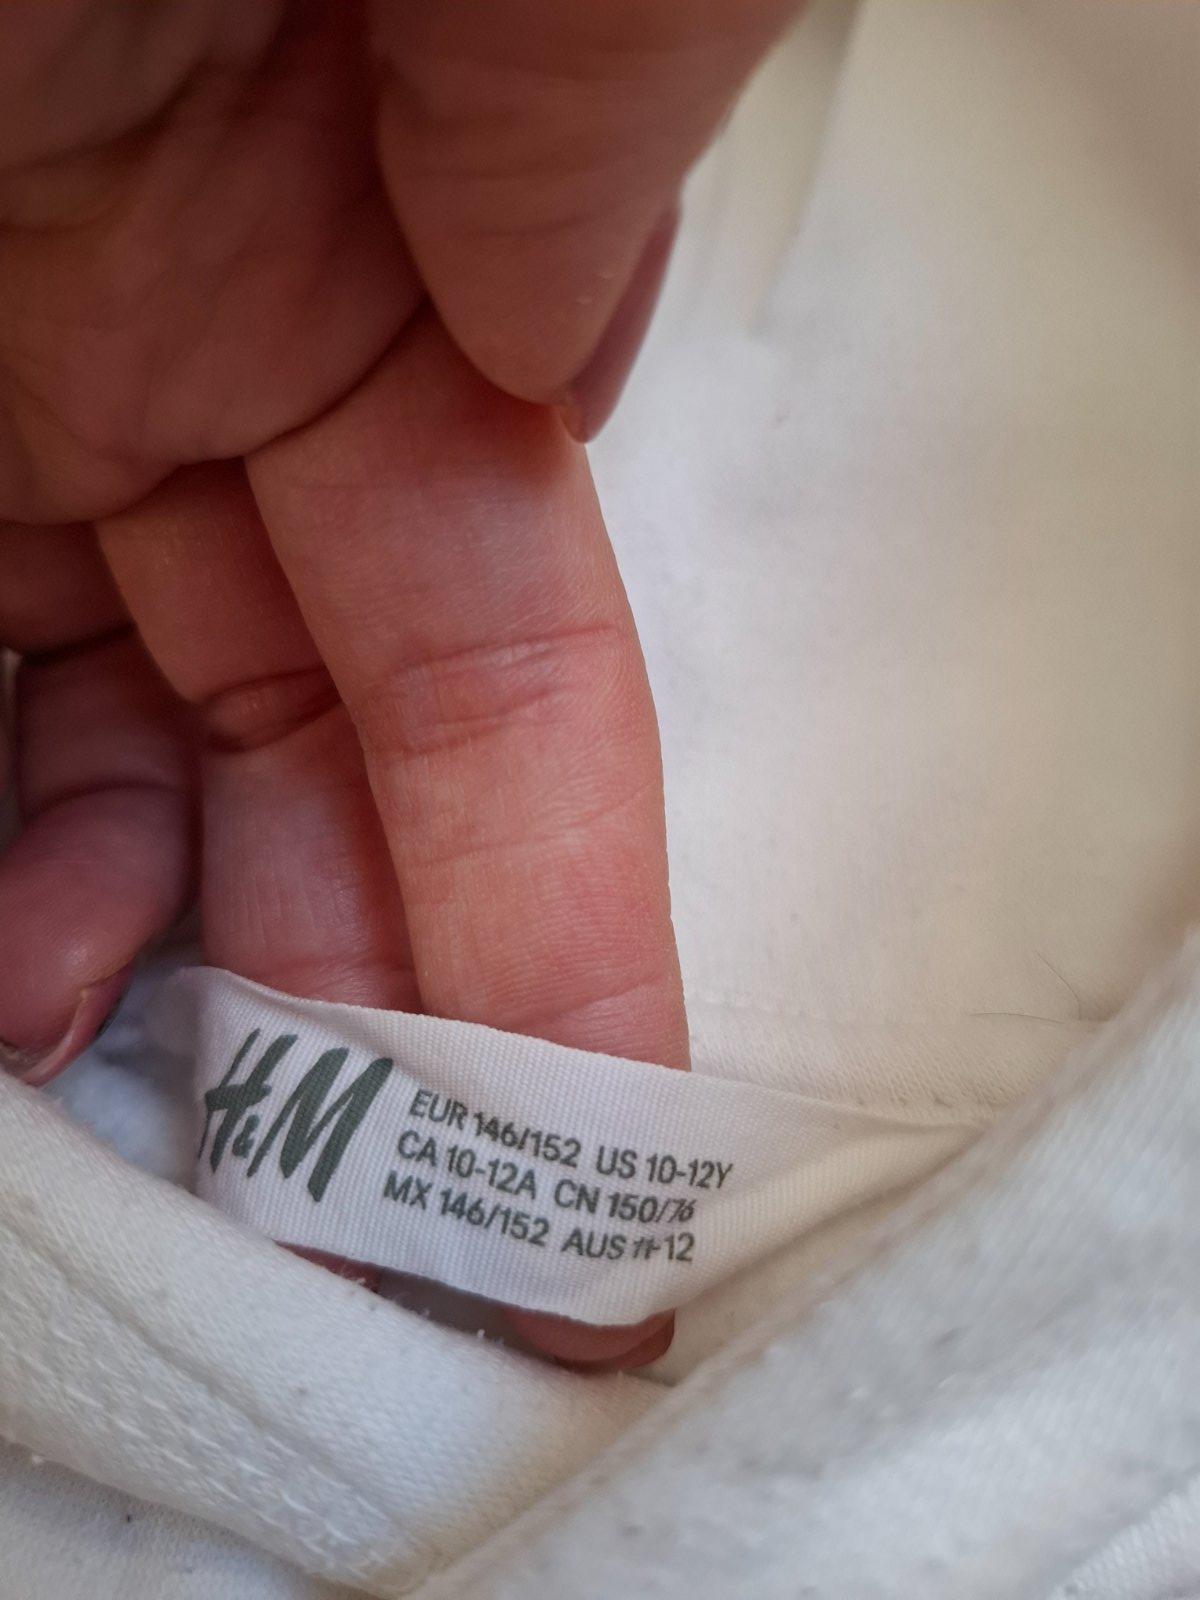 H&M
EUR 146/152 US 10-12Y
CA 10-12A CN 150/76
MX 146/152 AUS 11-12